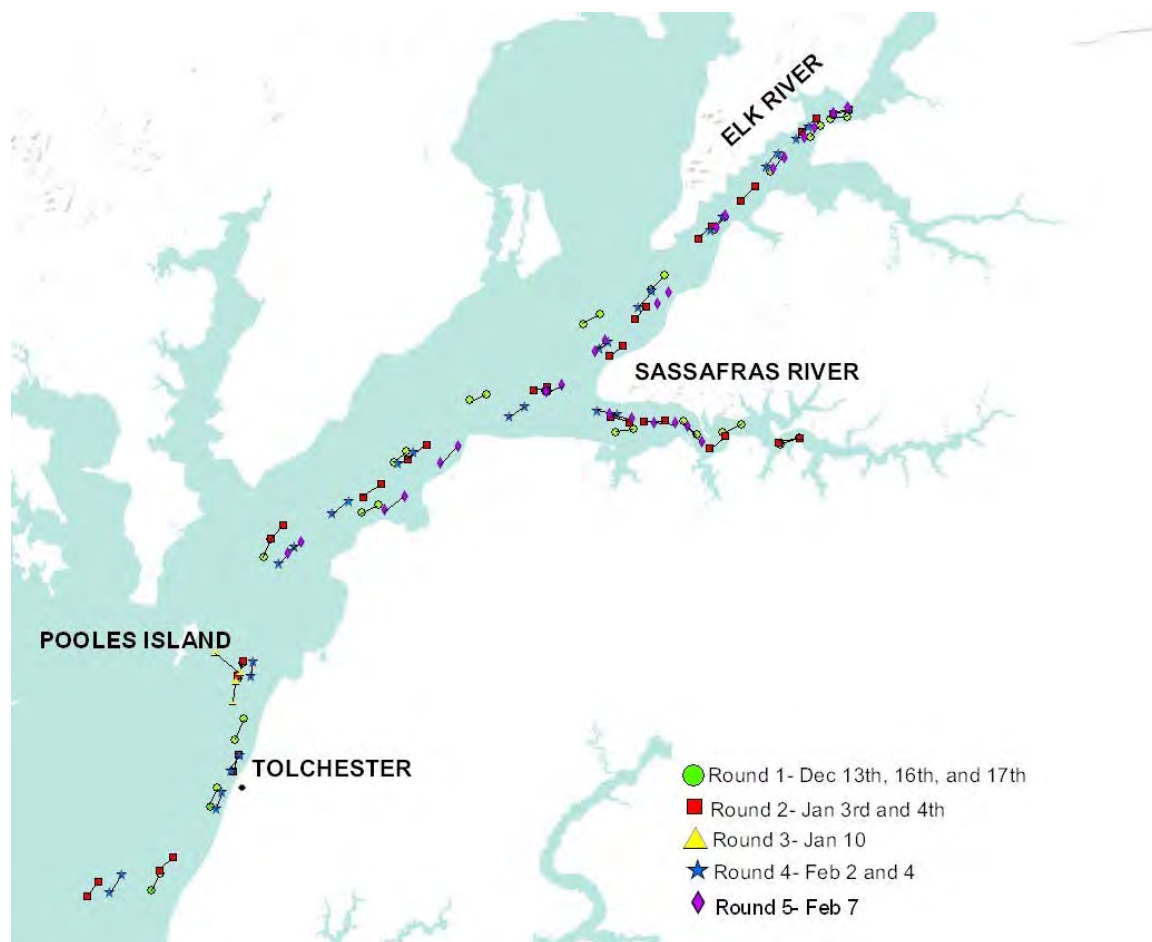 ELK RIVER
SASSAFRAS RIVER
POOLES ISLAND
TOLCHESTER
Round 1- Dec 13th, 16th, and 17th
Round 2- Jan 3rd and 4th
Round 3- Jan 10
Round 4- Feb 2 and 4
Round 5- Feb 7